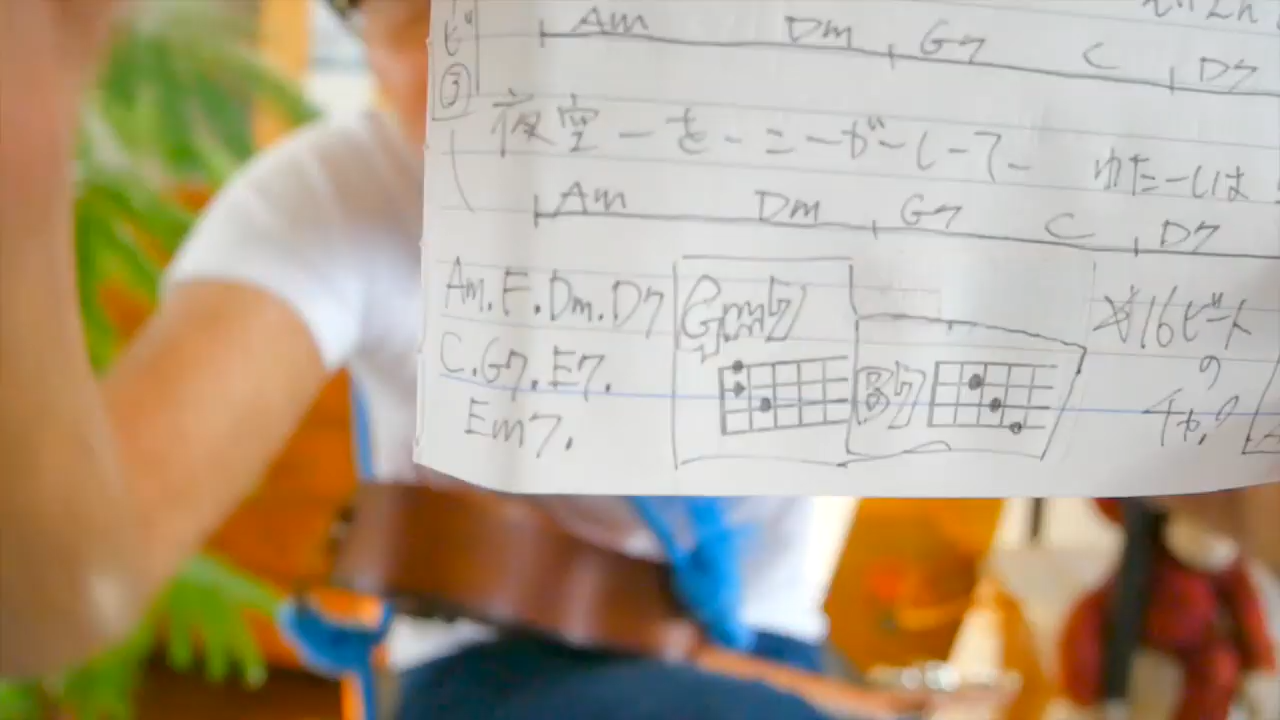 ビ
③
Am Dm G7 C D7
夜空ーを-こーがーしーてー ゆたーしは
Am Dm G7 C D7
Am.F.Dm.D7
C.G7.E7.
Em7.
Gm7
B7
16ビート
の
チャ.